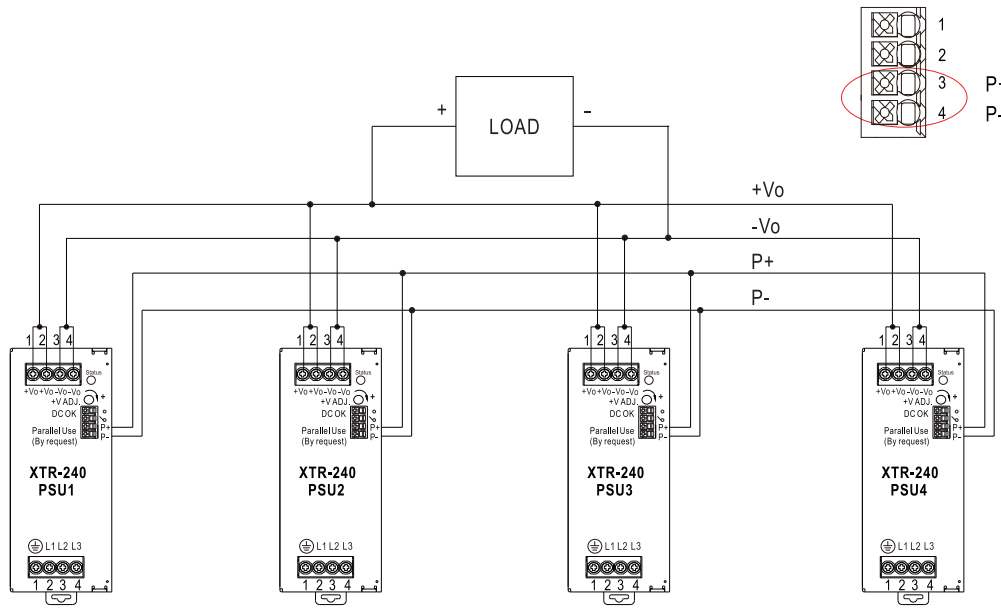 1
2
3 P+
4 P-
+ LOAD -
+Vo
-Vo
P+
P-
1 2 3 4
Status
+Vo+Vo-Vo-Vo
+V ADJ. +
DC OK
Parallel Use P+
(By request) P-
XTR-240
PSU1
L1 L2 L3
1 2 3 4
1 2 3 4
Status
+Vo+Vo-Vo-Vo
+V ADJ. +
DC OK
Parallel Use P+
(By request) P-
XTR-240
PSU2
L1 L2 L3
1 2 3 4
1 2 3 4
Status
+Vo+Vo-Vo-Vo
+V ADJ. +
DC OK
Parallel Use P+
(By request) P-
XTR-240
PSU3
L1 L2 L3
1 2 3 4
1 2 3 4
Status
+Vo+Vo-Vo-Vo
+V ADJ. +
DC OK
Parallel Use P+
(By request) P-
XTR-240
PSU4
L1 L2 L3
1 2 3 4